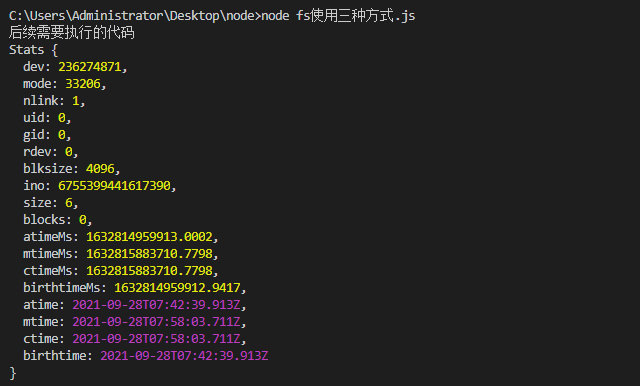 C:\Users\Administrator\Desktop\node>node fs使用三种方式.js
后续需要执行的代码
Stats {
  dev: 236274871,
  mode: 33206,
  nlink: 1,
  uid: 0,
  gid: 0,
  rdev: 0,
  blksize: 4096,
  ino: 6755399441617390,
  size: 6,
  blocks: 0,
  atimeMs: 1632814959913.0002,
  mtimeMs: 1632815883710.7798,
  ctimeMs: 1632815883710.7798,
  birthtimeMs: 1632814959912.9417,
  atime: 2021-09-28T07:42:39.913Z,
  mtime: 2021-09-28T07:58:03.711Z,
  ctime: 2021-09-28T07:58:03.711Z,
  birthtime: 2021-09-28T07:42:39.913Z
}